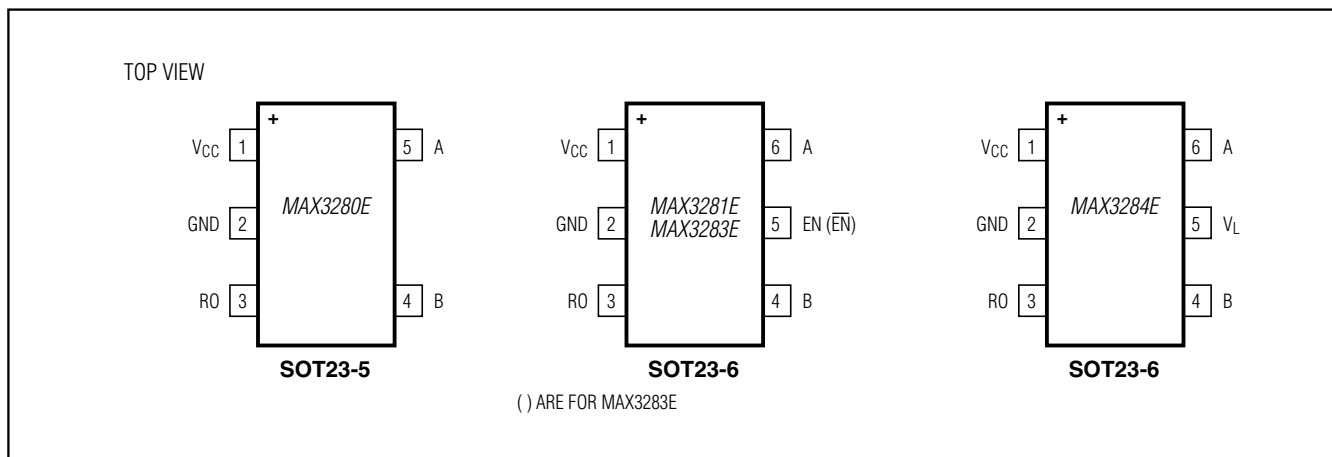 TOP VIEW
+
VCC 1
5 A
MAX3280E
GND 2
RO 3
4 B
SOT23-5
+
VCC 1
6 A
MAX3281E
MAX3283E
GND 2
5 EN (E̅N̅)
RO 3
4 B
SOT23-6
( ) ARE FOR MAX3283E
+
VCC 1
6 A
MAX3284E
GND 2
5 VL
RO 3
4 B
SOT23-6